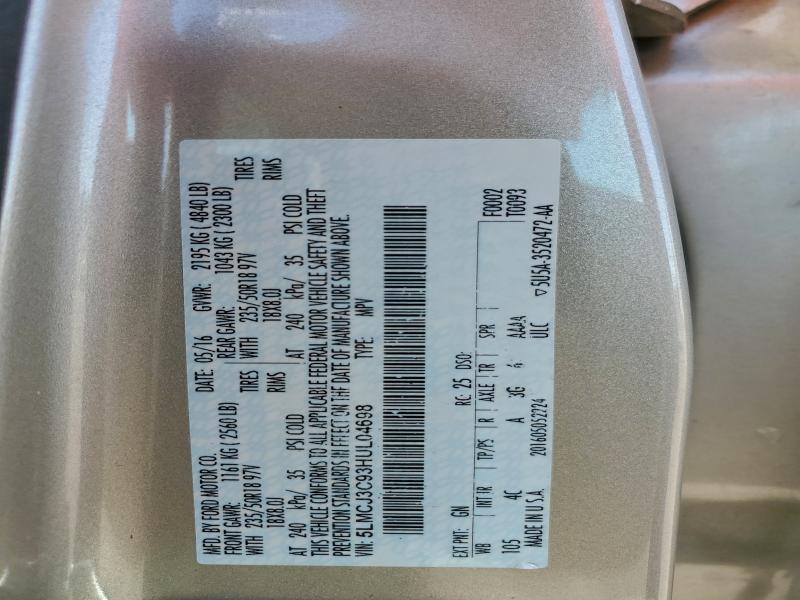 MFD. BY FORD MOTOR CO.
DATE: 05/16 GVWR: 2195 KG ( 4840 LB)
FRONT GAWR: 1161 KG ( 2560 LB) REAR GAWR: 1043 KG ( 2300 LB)
WITH 235/50R18 97V TIRES WITH 235/50R18 97V TIRES
18X8.0J RIMS 18X8.0J RIMS
AT 240 kPa/ 35 PSI COLD AT 240 kPa/ 35 PSI COLD
THIS VEHICLE CONFORMS TO ALL APPLICABLE FEDERAL MOTOR VEHICLE SAFETY AND THEFT
PREVENTION STANDARDS IN EFFECT ON THE DATE OF MANUFACTURE SHOWN ABOVE.
VIN: 5LMCJ3C93HUL04698 TYPE: MPV
EXT PNT: GN RC: 25 DSO: F0002
WB INT TR TP/PS R AXLE TR SPR T0093
105 4C A 3G 6 AAAA
MADE IN U.S.A. 201605052224 ULC ▽5U5A-3520472-AA